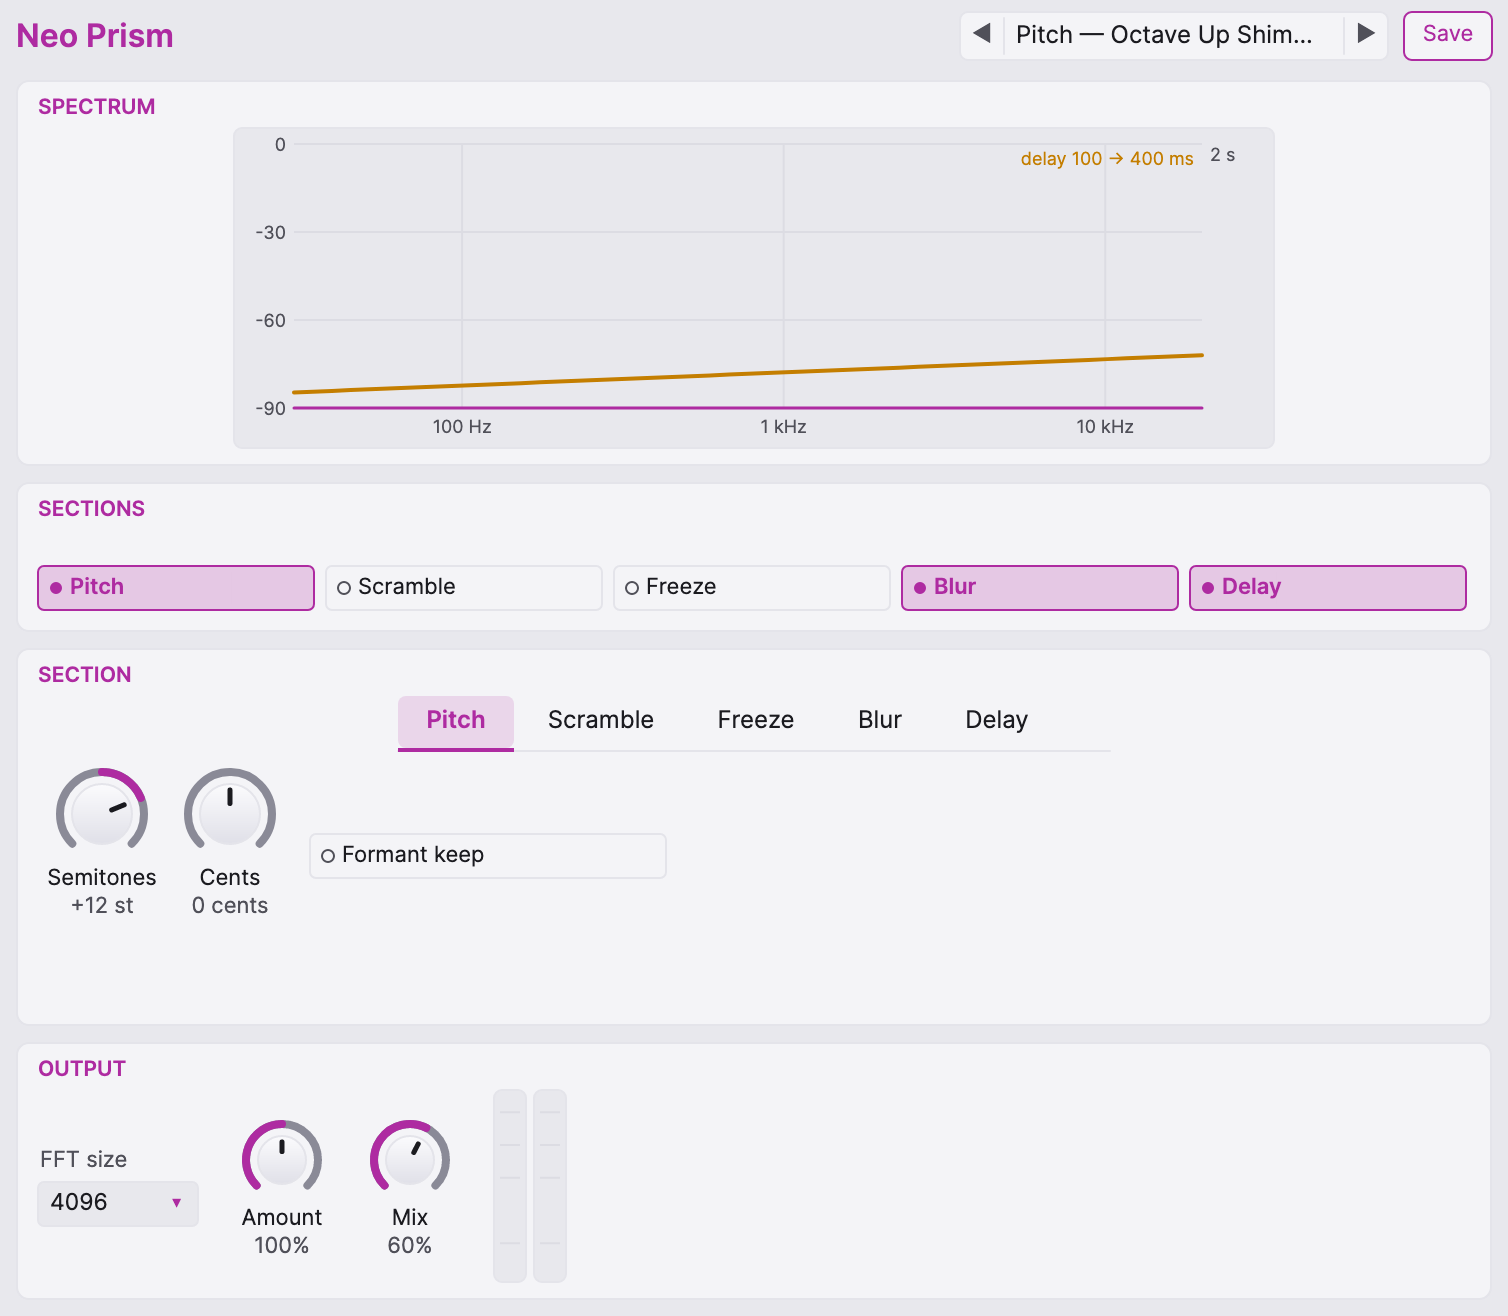 Neo Prism
◀ Pitch — Octave Up Shim... ▶ Save
SPECTRUM
0
delay 100 → 400 ms 2 s
-30
-60
-90
100 Hz 1 kHz 10 kHz
SECTIONS
Pitch Scramble Freeze Blur Delay
SECTION
Pitch Scramble Freeze Blur Delay
Formant keep
Semitones Cents
+12 st 0 cents
OUTPUT
FFT size
4096
Amount Mix
100% 60%